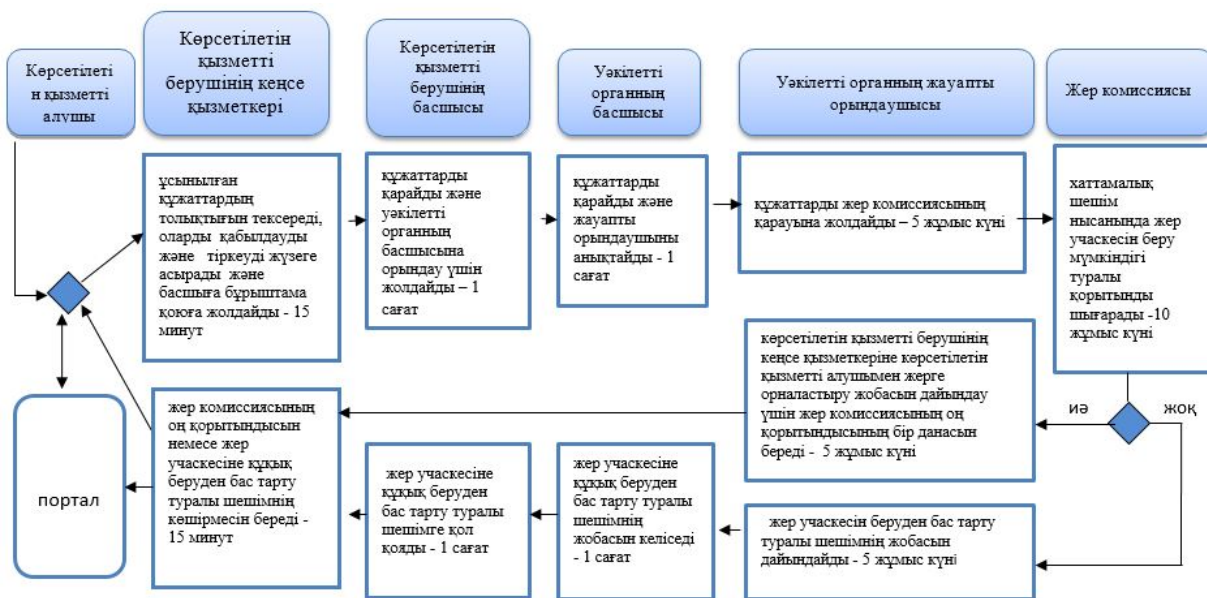 Көрсетілеті
н қызметті
алушы
Көрсетілетін
қызметті
берушінің кеңсе
қызметкері
Көрсетілетін
қызметті
берушінің
басшысы
Уәкілетті
органның
басшысы
Уәкілетті органның жауапты
орындаушысы
Жер комиссиясы
ұсынылған
құжаттардың
толықтығын тексереді,
оларды қабылдауды
және тіркеуді жүзеге
асырады және
басшыға бұрыштама
қоюға жолдайды - 15
минут
құжаттарды
қарайды және
уәкілетті
органның
басшысына
орындау үшін
жолдайды – 1
сағат
құжаттарды
қарайды және
жауапты
орындаушыны
анықтайды - 1
сағат
құжаттарды жер комиссиясының
қарауына жолдайды – 5 жұмыс күні
хаттамалық
шешім
нысанында жер
учаскесін беру
мүмкіндігі
туралы
қорытынды
шығарады -10
жұмыс күні
көрсетілетін қызметті берушінің
кеңсе қызметкеріне көрсетілетін
қызметті алушымен жерге
орналастыру жобасын дайындау
үшін жер комиссиясының оң
қорытындысының бір данасын
береді - 5 жұмыс күні
иә
жоқ
портал
жер комиссиясының
оң қорытындысын
немесе жер
учаскесіне құқық
беруден бас тарту
туралы шешімнің
көшірмесін береді -
15 минут
жер учаскесіне
құқық беруден
бас тарту туралы
шешімге қол
қояды - 1 сағат
жер учаскесіне
құқық беруден
бас тарту туралы
шешімнің
жобасын келіседі
- 1 сағат
жер учаскесін беруден бас тарту
туралы шешімнің жобасын
дайындайды - 5 жұмыс күні